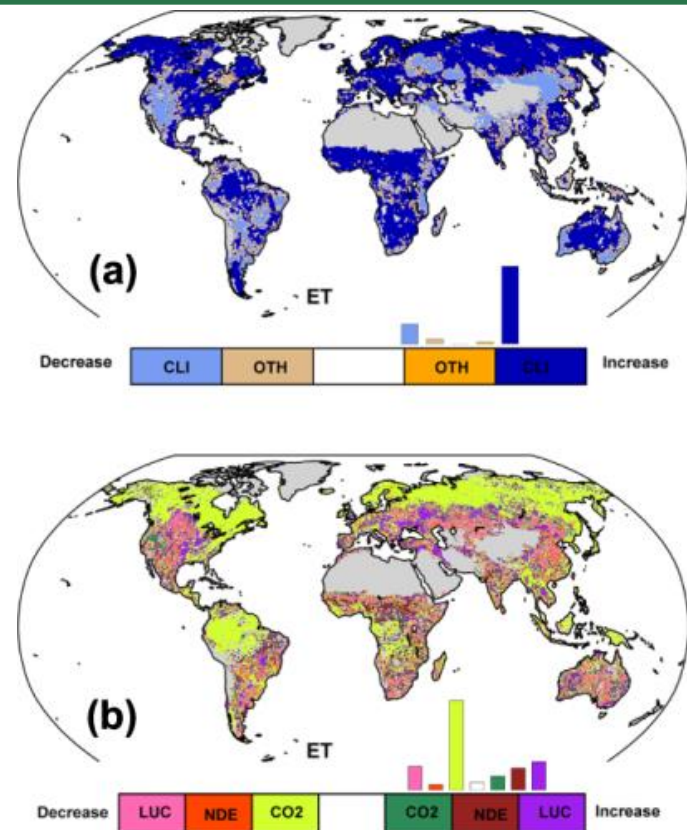 (a)
ET
Decrease CLI OTH OTH CLI Increase
(b)
ET
Decrease LUC NDE CO2 CO2 NDE LUC Increase